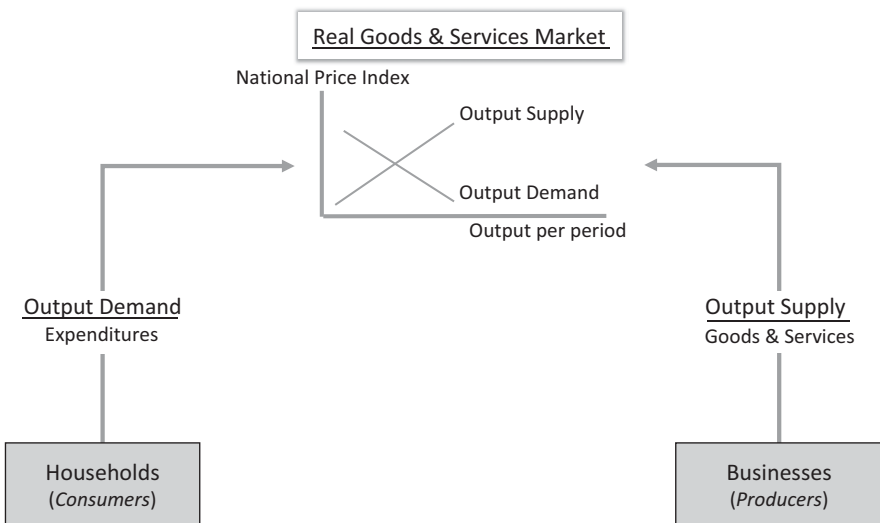 Real Goods & Services Market
National Price Index
Output Supply
Output Demand
Output per period
Output Demand
Expenditures
Output Supply
Goods & Services
Households
(Consumers)
Businesses
(Producers)